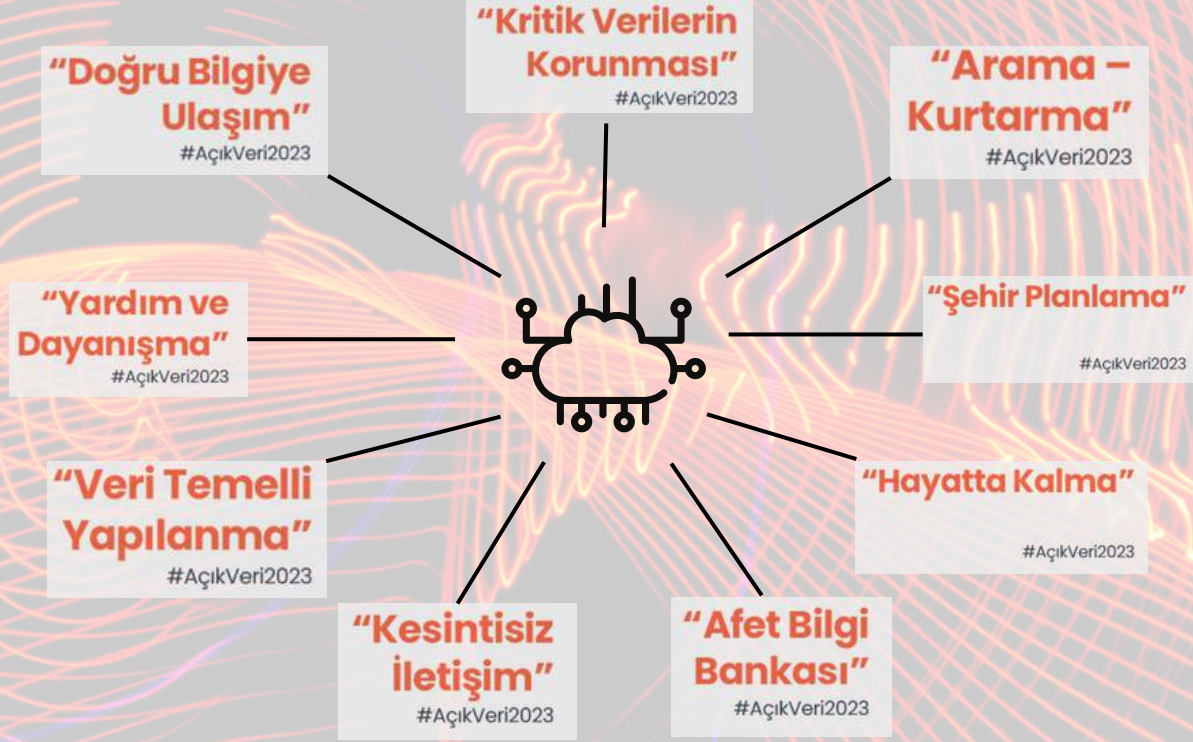 “Kritik Verilerin
Korunması”
#AçıkVeri2023
“Doğru Bilgiye
Ulaşım”
#AçıkVeri2023
“Arama –
Kurtarma”
#AçıkVeri2023
“Yardım ve
Dayanışma”
#AçıkVeri2023
“Şehir Planlama”
#AçıkVeri2023
“Veri Temelli
Yapılanma”
#AçıkVeri2023
“Hayatta Kalma”
#AçıkVeri2023
“Kesintisiz
İletişim”
#AçıkVeri2023
“Afet Bilgi
Bankası”
#AçıkVeri2023